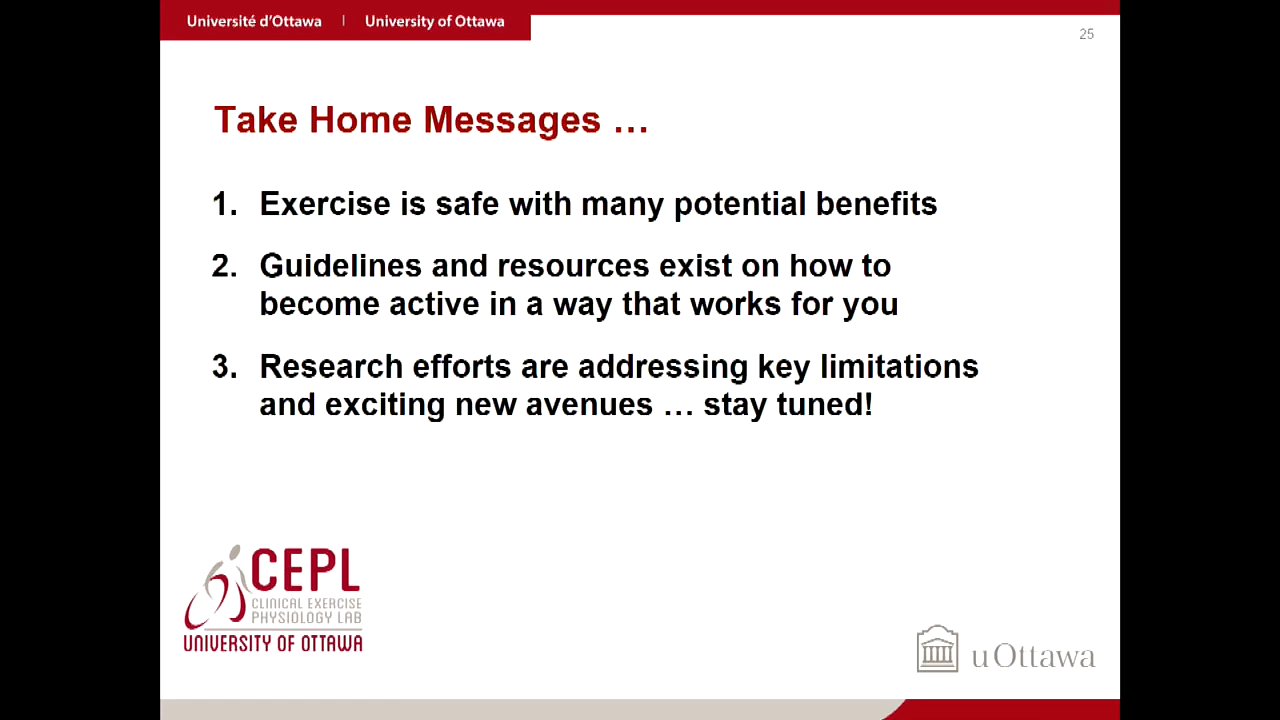 Université d'Ottawa | University of Ottawa
25
Take Home Messages …
1. Exercise is safe with many potential benefits
2. Guidelines and resources exist on how to
become active in a way that works for you
3. Research efforts are addressing key limitations
and exciting new avenues … stay tuned!
CEPL
CLINICAL EXERCISE
PHYSIOLOGY LAB
UNIVERSITY OF OTTAWA
uOttawa